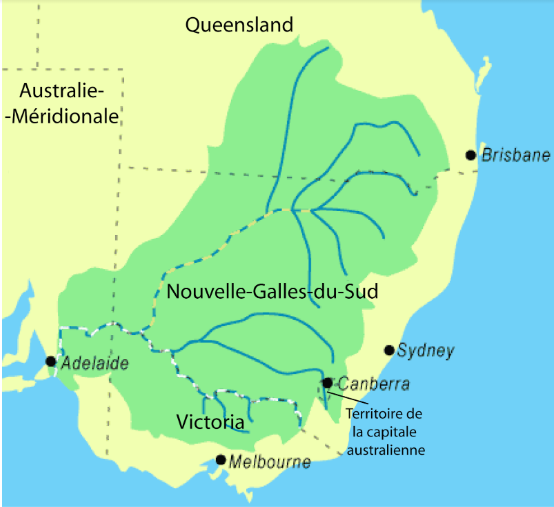 Queensland
Australie-
-Méridionale
Brisbane
Nouvelle-Galles-du-Sud
Sydney
Adelaide
Canberra
Territoire de
la capitale
australienne
Victoria
Melbourne